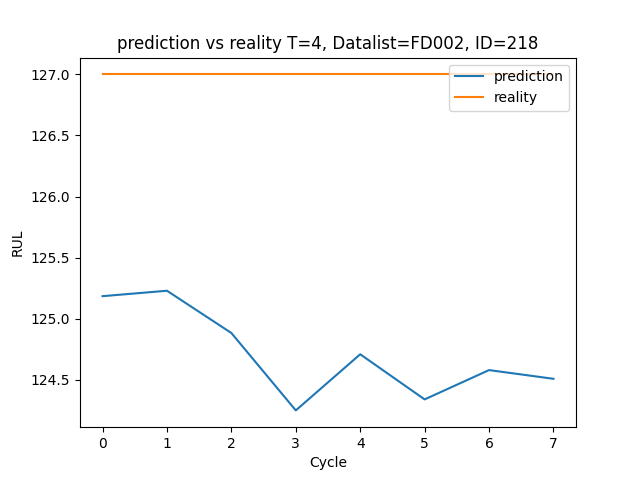 prediction vs reality T=4, Datalist=FD002, ID=218
127.0
126.5
126.0
125.5
125.0
124.5
RUL
prediction
reality
0 1 2 3 4 5 6 7
Cycle